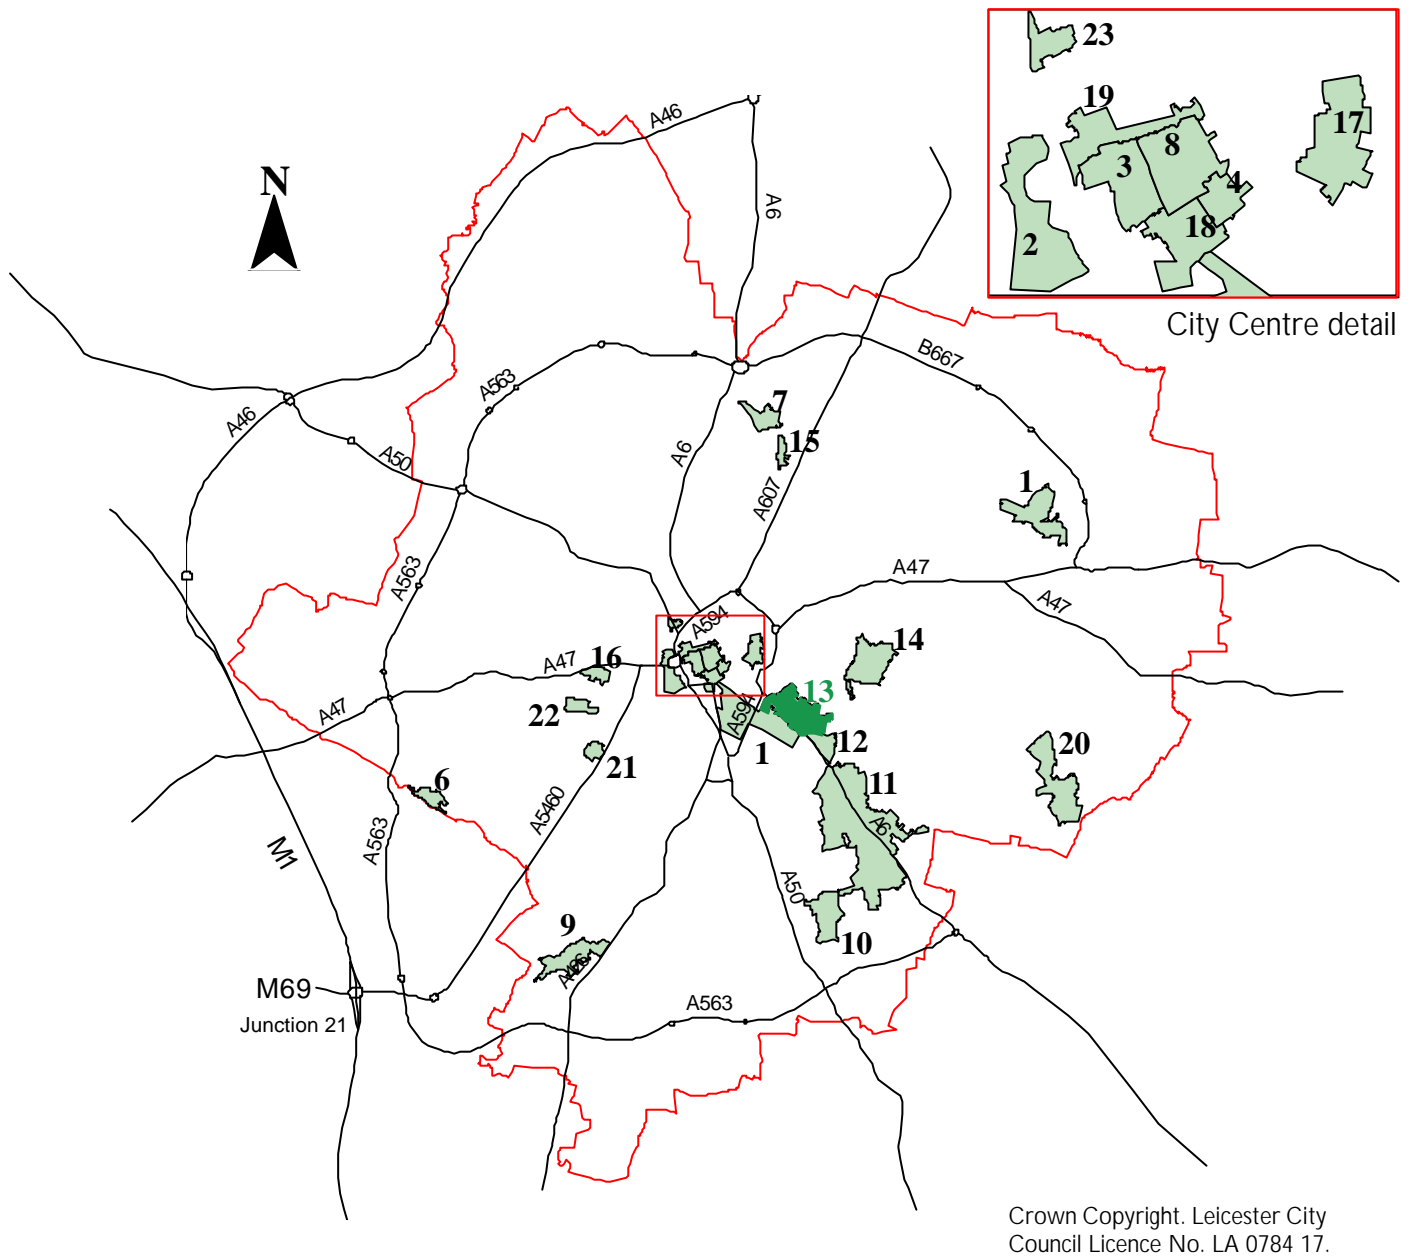 23
19
17
8
3
4
18
2
City Centre detail
N
A46
A6
B667
A563
7
A46
15
A50
A6
A607
1
A563
A47
A47
A594
14
16
A47
13
22
A47
A594
1
12
20
21
6
11
A5460
A6
A563
M1
A50
9
10
A426
M69
A563
Junction 21
Crown Copyright. Leicester City
Council Licence No. LA 0784 17.